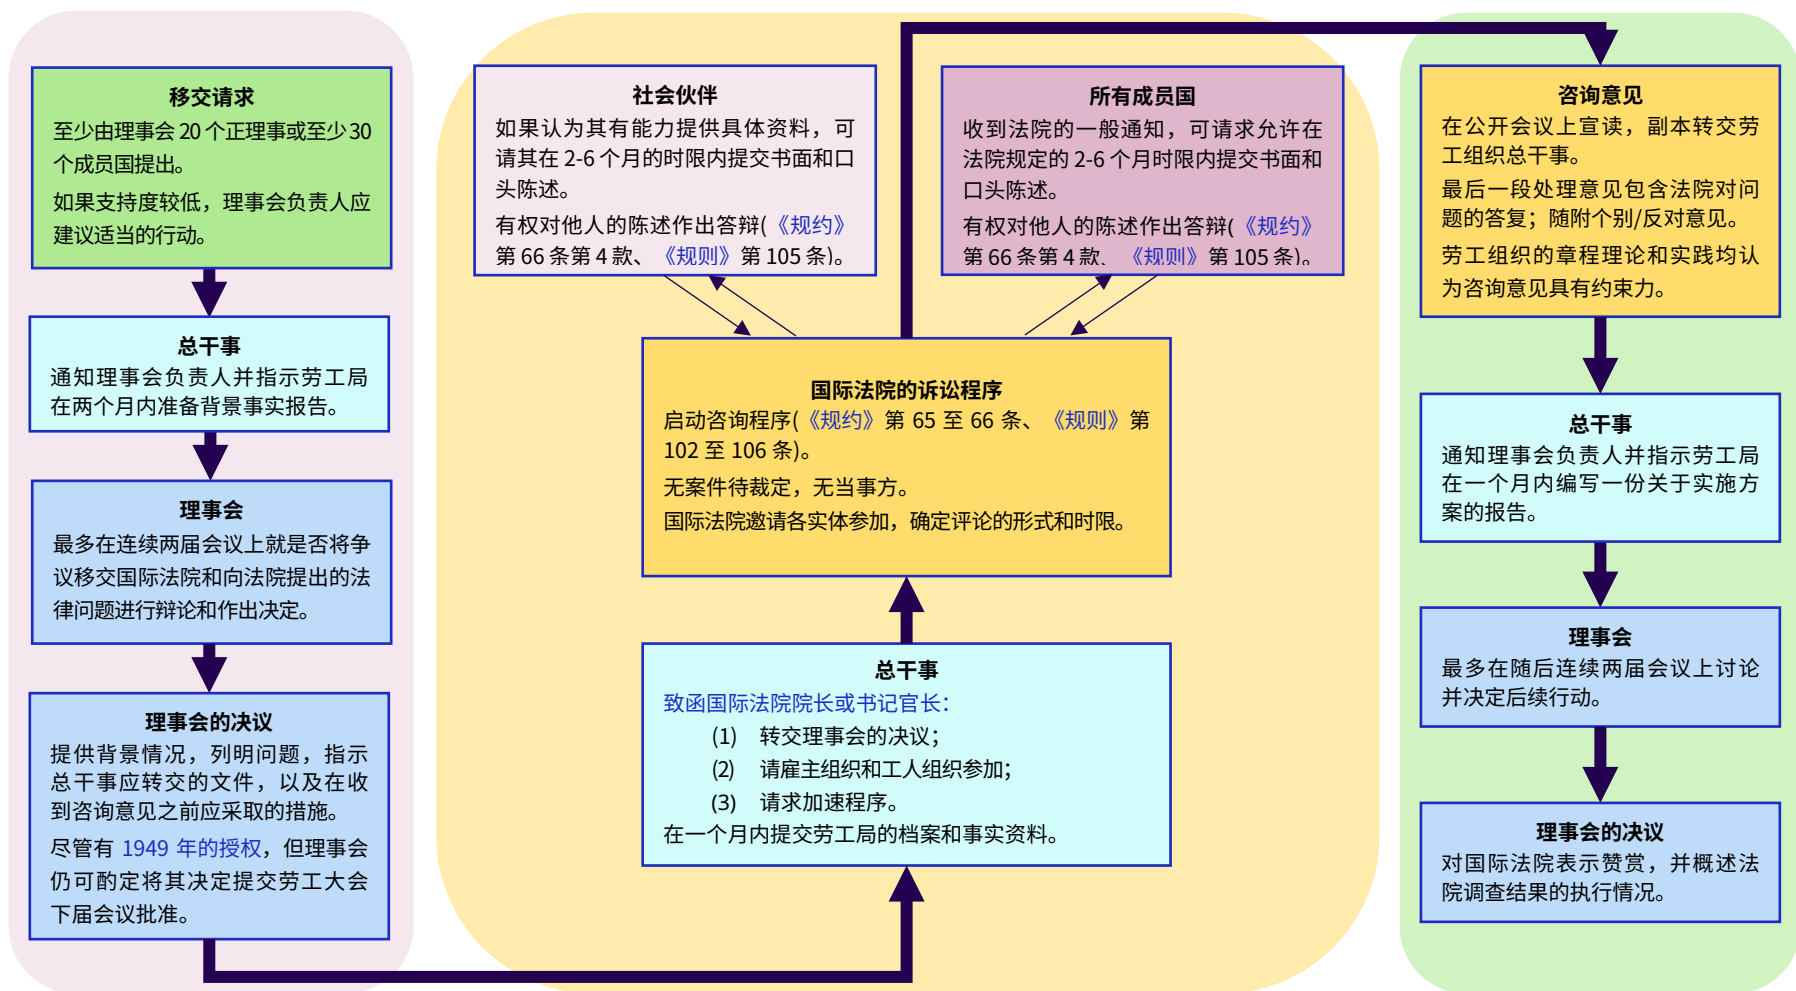 移交请求
至少由理事会 20 个正理事或至少 30
个成员国提出。
如果支持度较低，理事会负责人应
建议适当的行动。
总干事
通知理事会负责人并指示劳工局
在两个月内准备背景事实报告。
理事会
最多在连续两届会议上就是否将争
议移交国际法院和向法院提出的法
律问题进行辩论和作出决定。
理事会的决议
提供背景情况，列明问题，指示
总干事应转交的文件，以及在收
到咨询意见之前应采取的措施。
尽管有 1949 年的授权，但理事会
仍可酌定将其决定提交劳工大会
下届会议批准。
社会伙伴
如果认为其有能力提供具体资料，可
请其在 2-6 个月的时限内提交书面和口
头陈述。
有权对他人的陈述作出答辩(《规约》
第 66 条第 4 款、《规则》第 105 条)。
所有成员国
收到法院的一般通知，可请求允许在
法院规定的 2-6 个月时限内提交书面和
口头陈述。
有权对他人的陈述作出答辩(《规约》
第 66 条第 4 款、《规则》第 105 条)。
国际法院的诉讼程序
启动咨询程序(《规约》第 65 至 66 条、《规则》第
102 至 106 条)。
无案件待裁定，无当事方。
国际法院邀请各实体参加，确定评论的形式和时限。
总干事
致函国际法院院长或书记官长：
(1) 转交理事会的决议；
(2) 请雇主组织和工人组织参加；
(3) 请求加速程序。
在一个月内提交劳工局的档案和事实资料。
咨询意见
在公开会议上宣读，副本转交劳
工组织总干事。
最后一段处理意见包含法院对问
题的答复；随附个别/反对意见。
劳工组织的章程理论和实践均认
为咨询意见具有约束力。
总干事
通知理事会负责人并指示劳工局
在一个月内编写一份关于实施方
案的报告。
理事会
最多在随后连续两届会议上讨论
并决定后续行动。
理事会的决议
对国际法院表示赞赏，并概述法
院调查结果的执行情况。